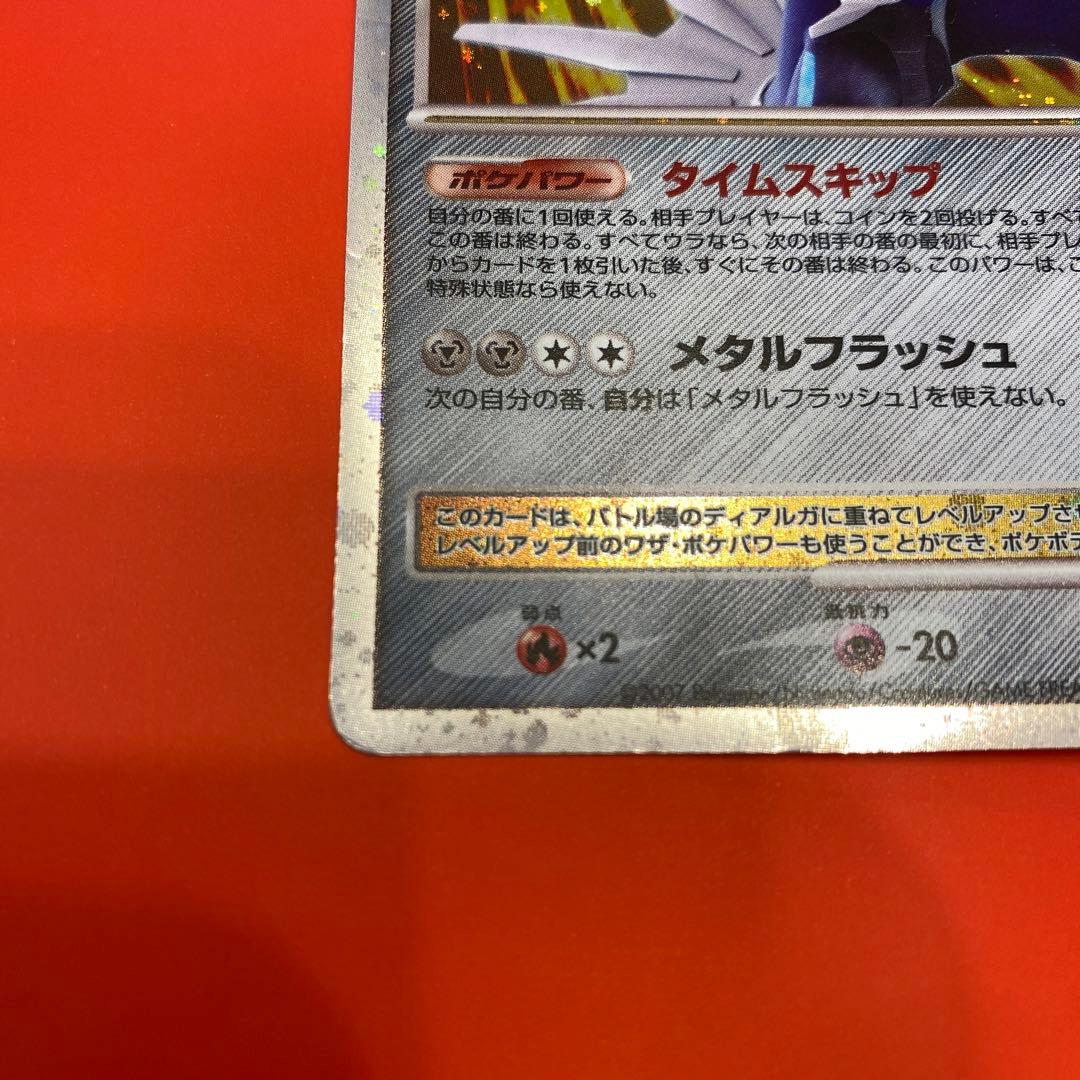 ポケパワー タイムスキップ
自分の番に1回使える。相手プレイヤーは、コインを2回投げる。すべ
この番は終わる。すべてウラなら、次の相手の番の最初に、相手プレ
からカードを1枚引いた後、すぐにその番は終わる。このパワーは、こ
特殊状態なら使えない。
メタルフラッシュ
次の自分の番、自分は「メタルフラッシュ」を使えない。
このカードは、バトル場のディアルガに重ねてレベルアップさ
レベルアップ前のワザ・ポケパワーも使うことができ、ポケボデ
弱点 抵抗力
×2 -20
©2007 Pokémon/Nintendo/Creatures/GAMEFREA